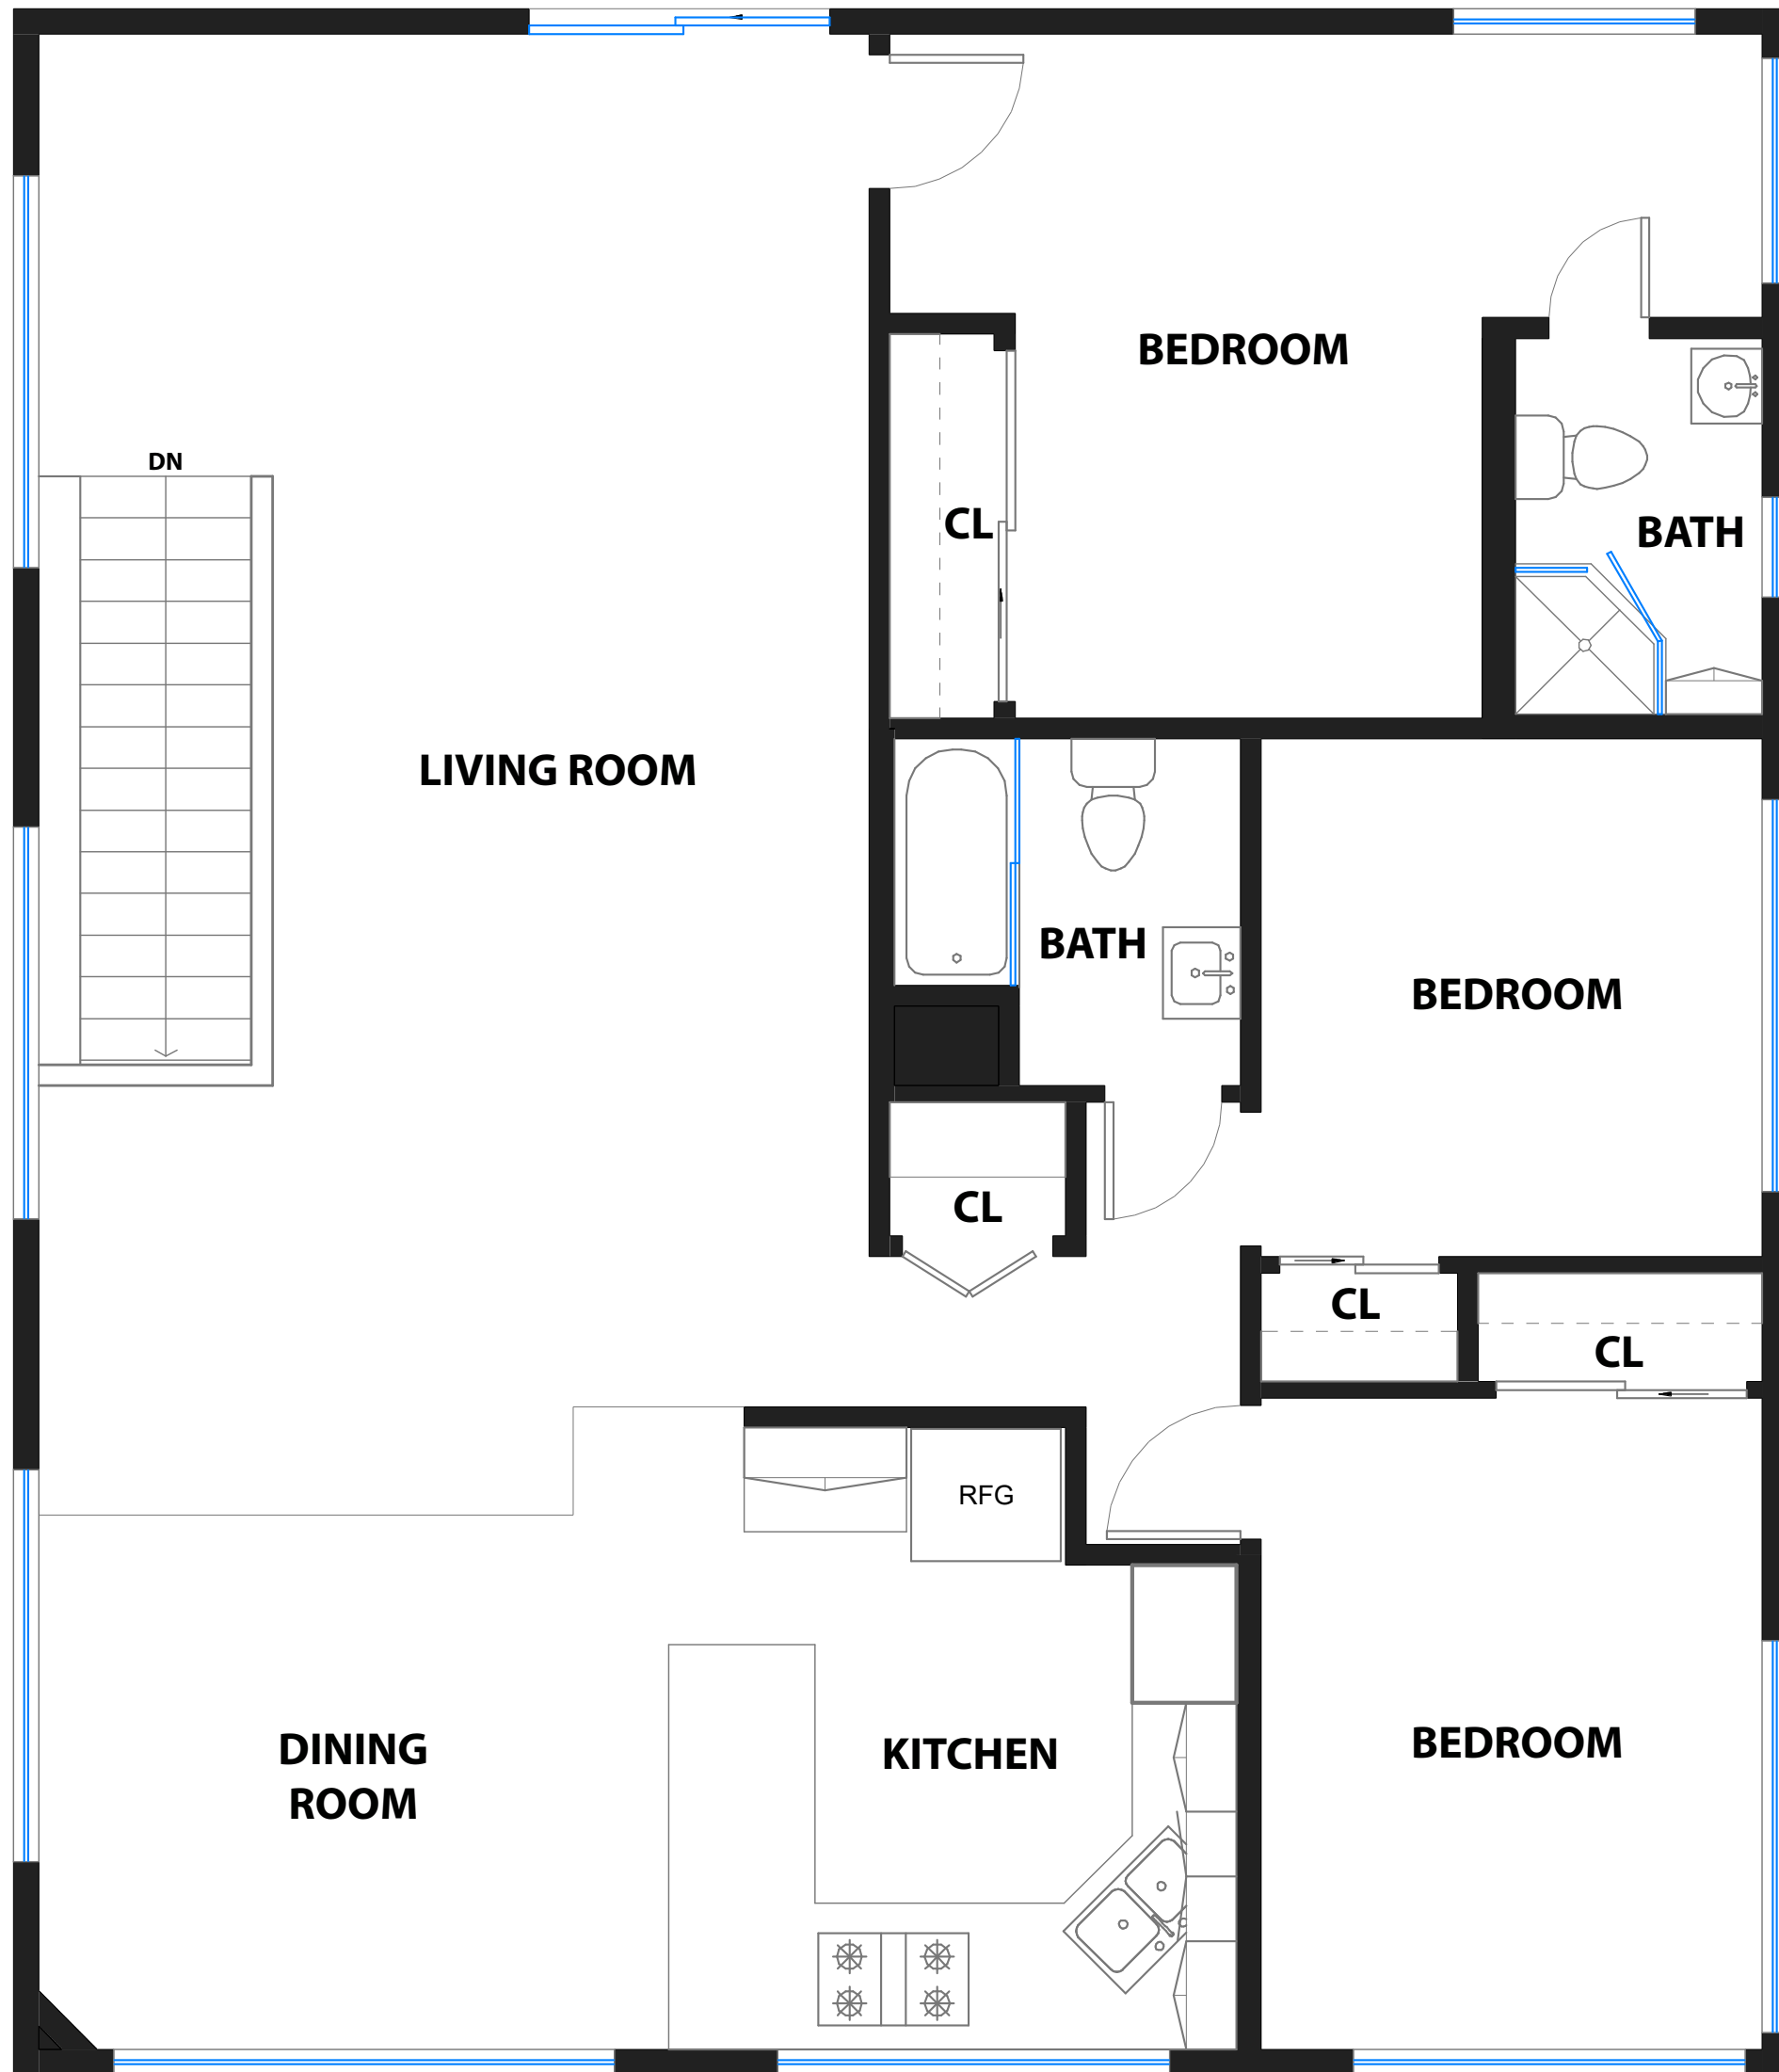 BEDROOM
DN
CL
BATH
LIVING ROOM
BATH
BEDROOM
CL
CL
CL
RFG
DINING
ROOM
KITCHEN
BEDROOM